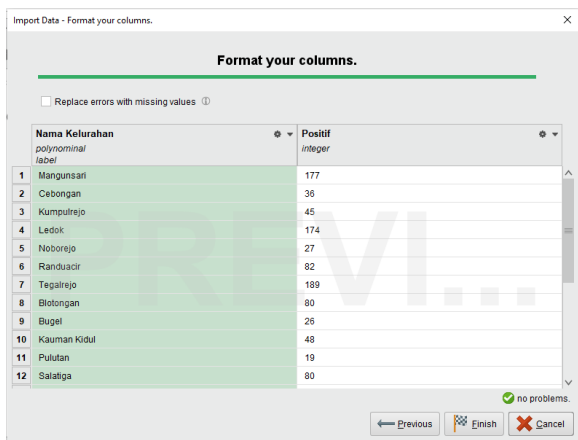 Import Data - Format your columns.
Format your columns.
Replace errors with missing values
Nama Kelurahan Positif
polynominal integer
label
1 Mangunsari 177
2 Cebongan 36
3 Kumpulrejo 45
4 Ledok 174
5 Noborejo 27
6 Randuacir 82
7 Tegalrejo 189
8 Blotongan 80
9 Bugel 26
10 Kauman Kidul 48
11 Pulutan 19
12 Salatiga 80
PREVI...
no problems.
Previous Finish Cancel